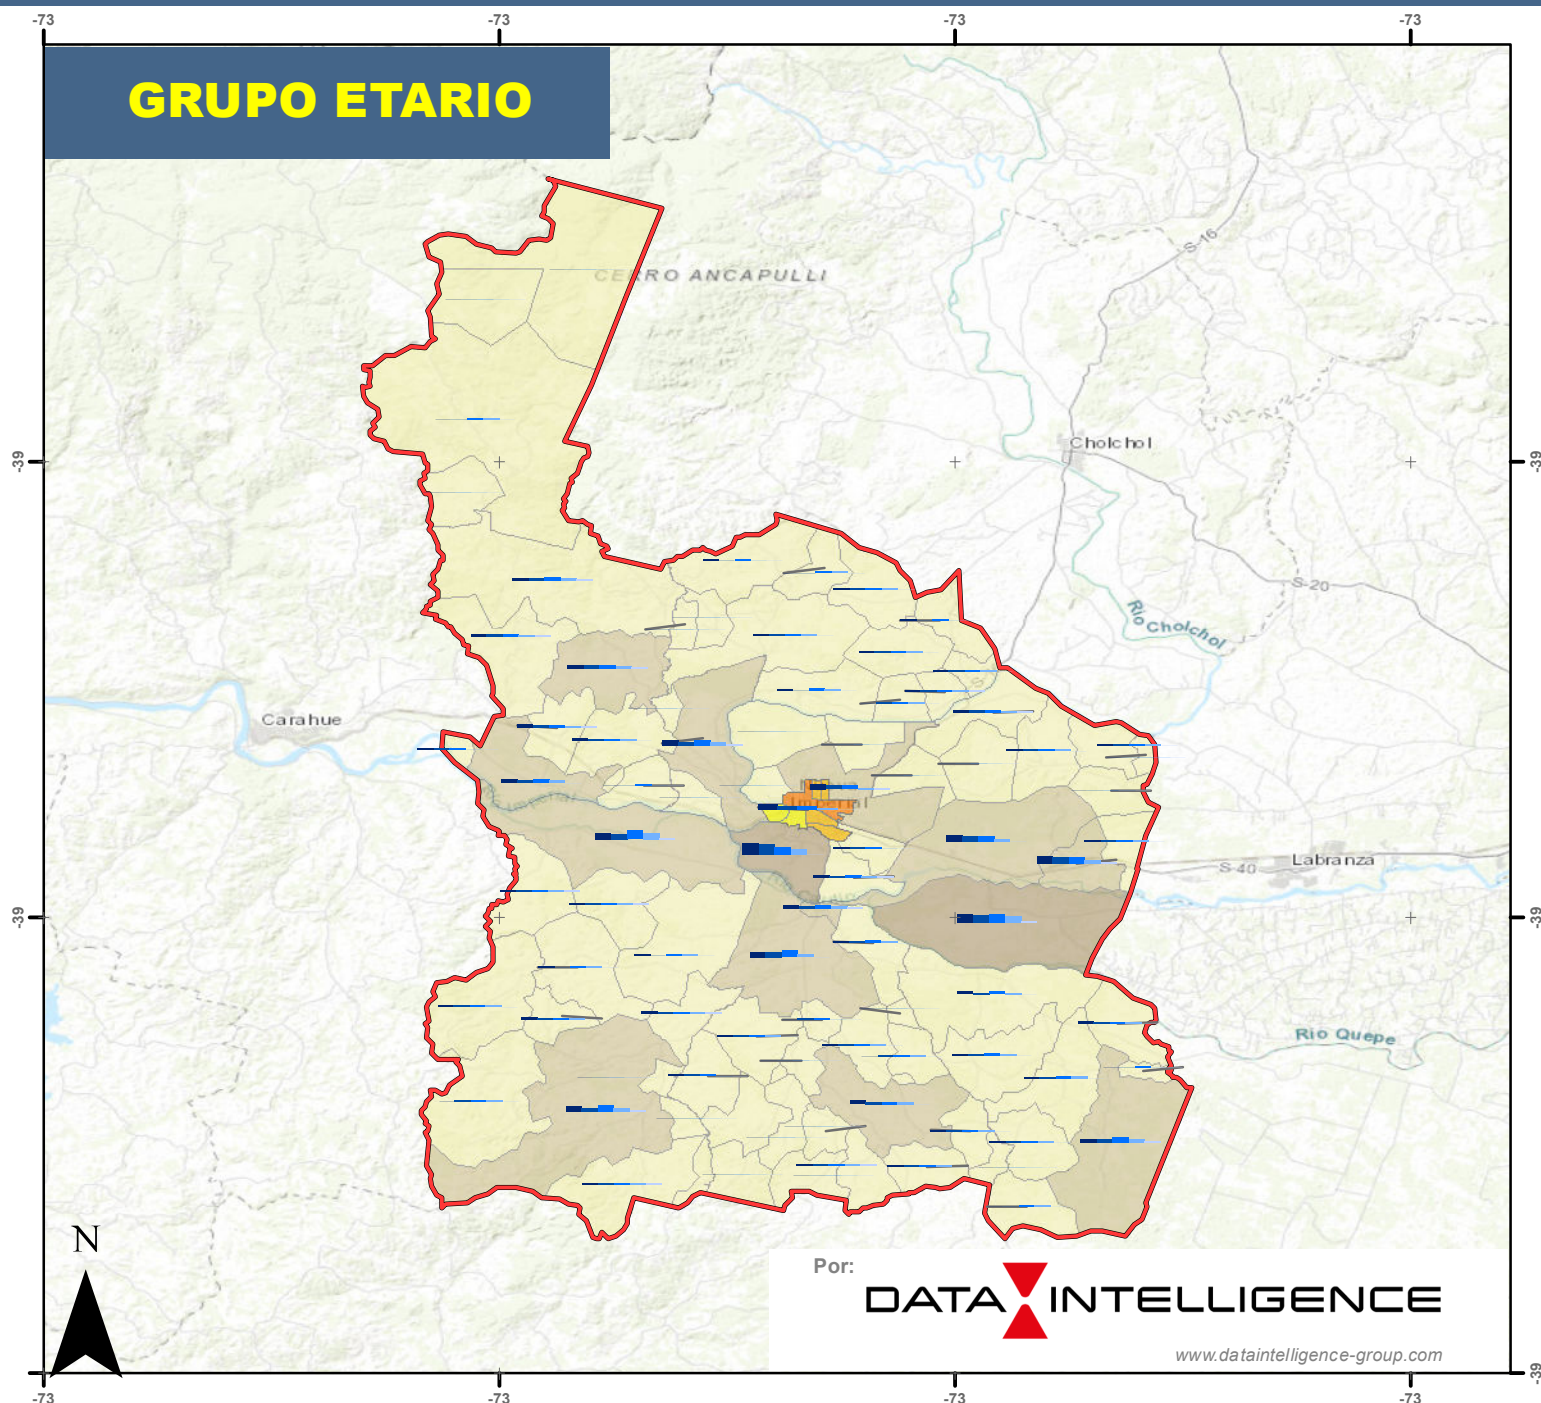 -73
-73
-73
-73
GRUPO ETARIO
S-16
CERRO ANCAPULLI
Cholchol
-39
-39
S-20
Rio Cholchol
Carahue
Imperial
Labranza
S 40
-39
-39
Rio Quepe
N
Por:
DATA INTELLIGENCE
www.dataintelligence-group.com
-39
-73
-73
-73
-73